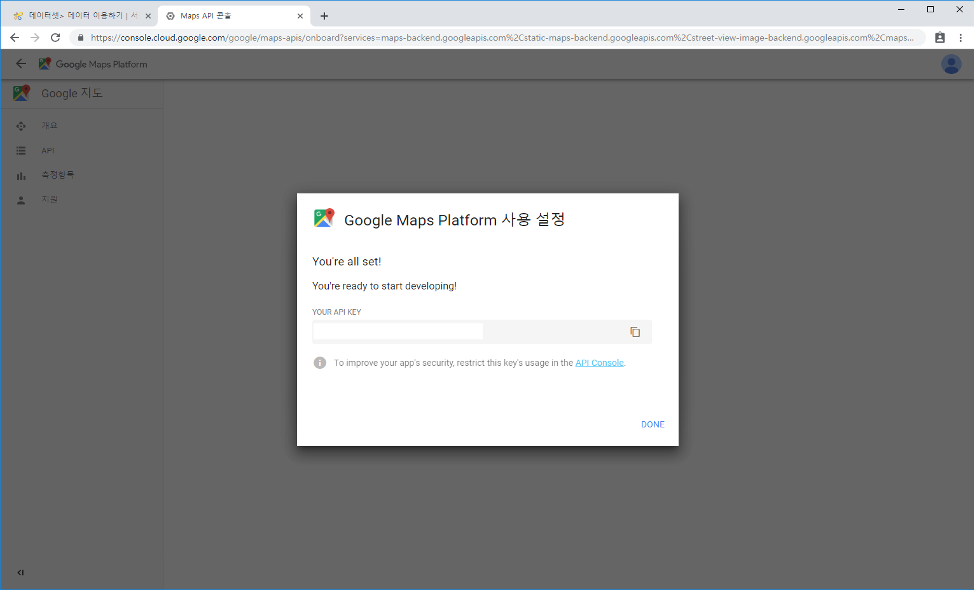 데이터셋> 데이터 이용하기 | 서
Maps API 콘솔
https://console.cloud.google.com/google/maps-apis/onboard?services=maps-backend.googleapis.com%2Cstatic-maps-backend.googleapis.com%2Cstreet-view-image-backend.googleapis.com%2Cmaps...
Google Maps Platform
Google 지도
개요
API
측정항목
지원
Google Maps Platform 사용 설정
You're all set!
You're ready to start developing!
YOUR API KEY
To improve your app's security, restrict this key's usage in the API Console.
DONE